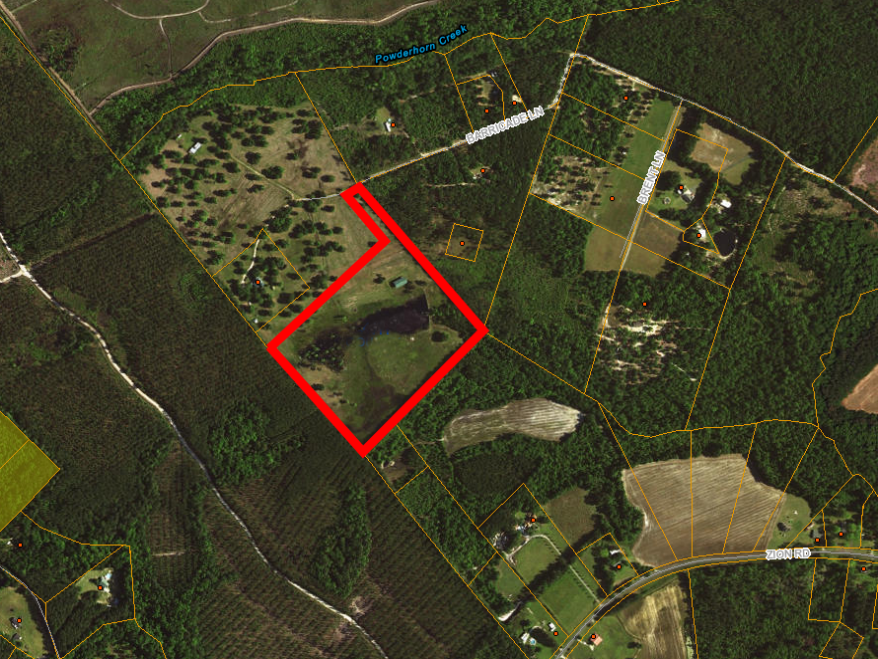 Powderhorn Creek
BARRICADE LN
BRENT LN
ZION RD